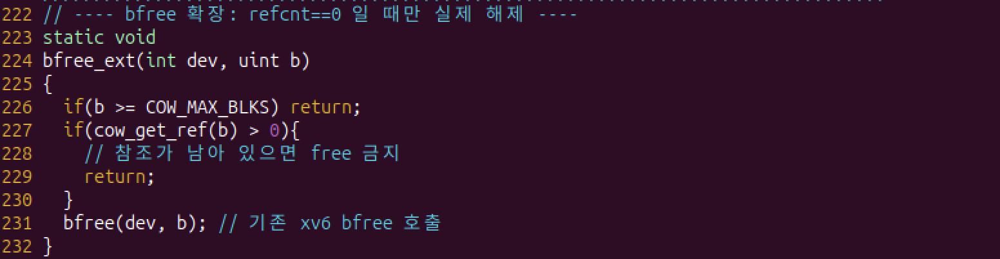 222 // ---- bfree 확장: refcnt==0 일 때만 실제 해제 ----
223 static void
224 bfree_ext(int dev, uint b)
225 {
226   if(b >= COW_MAX_BLKS) return;
227   if(cow_get_ref(b) > 0){
228     // 참조가 남아 있으면 free 금지
229     return;
230   }
231   bfree(dev, b); // 기존 xv6 bfree 호출
232 }